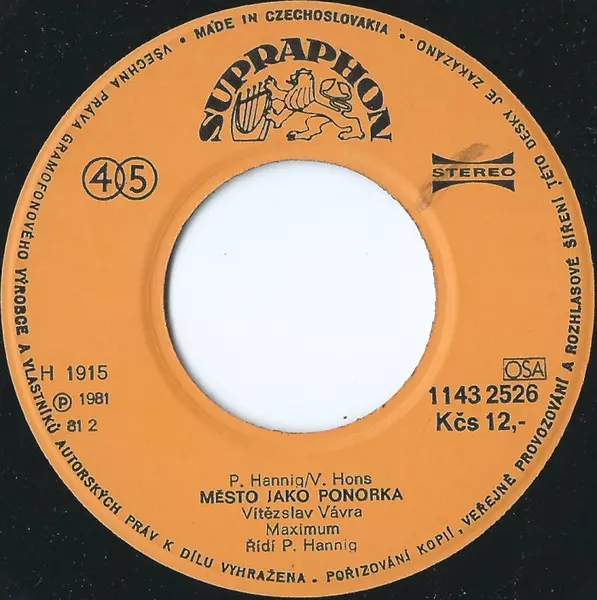 MADE IN CZECHOSLOVAKIA
VŠECHNA PRÁVA GRAMOFONOVÉHO VÝROBCE A VLASTNÍKŮ AUTORSKÝCH PRÁV K DÍLU VYHRAŽENA. POŘIZOVÁNÍ KOPIÍ, VEŘEJNÉ PROVOZOVÁNÍ A ROZHLASOVÉ ŠÍŘENÍ TÉTO DESKY JE ZAKÁZÁNO
SUPRAPHON
45
STEREO
H 1915
Ⓟ 1981
81 2
OSA
1143 2526
Kčs 12,-
P. Hannig/V. Hons
MĚSTO JAKO PONORKA
Vítězslav Vávra
Maximum
Řídí P. Hannig